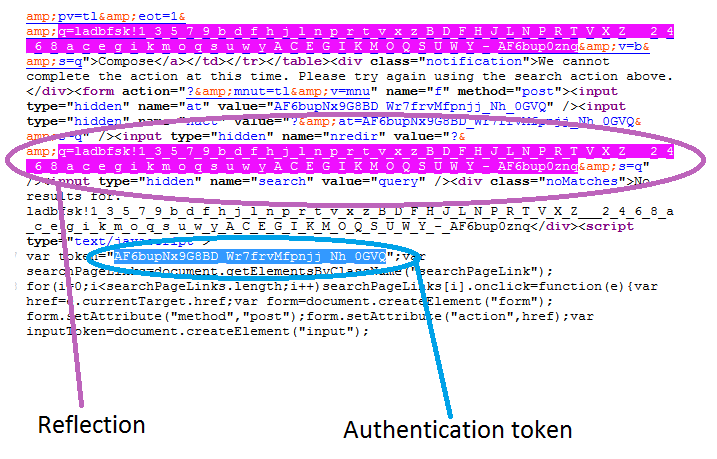 amp;pv=tl&amp;eot=1&
amp;q=ladbfsk!1_3_5_7_9_b_d_f_h_j_l_n_p_r_t_v_x_z_B_D_F_H_J_L_N_P_R_T_V_X_Z___2_4
_6_8_a_c_e_g_i_k_m_o_q_s_u_w_y_A_C_E_G_I_K_M_O_Q_S_U_W_Y_-_AF6bup0znq&amp;v=b&
amp;s=q">Compose</a></td></tr></table><div class="notification">We cannot
complete the action at this time. Please try again using the search action above.
</div><form action="?&amp;mnut=tl&amp;v=mnu" name="f" method="post"><input
type="hidden" name="at" value="AF6bupNx9G8BD_Wr7frvMfpnjj_Nh_0GVQ" /><input
type="hidden" name="nact" value="?&amp;at=AF6bupNx9G8BD_Wr7frvMfpnjj_Nh_0GVQ&
amp;s=q" /><input type="hidden" name="nredir" value="?&
amp;q=ladbfsk!1_3_5_7_9_b_d_f_h_j_l_n_p_r_t_v_x_z_B_D_F_H_J_L_N_P_R_T_V_X_Z___2_4
_6_8_a_c_e_g_i_k_m_o_q_s_u_w_y_A_C_E_G_I_K_M_O_Q_S_U_W_Y_-_AF6bup0znq&amp;s=q"
/><input type="hidden" name="search" value="query" /><div class="noMatches">No
results for:
ladbfsk!1_3_5_7_9_b_d_f_h_j_l_n_p_r_t_v_x_z_B_D_F_H_J_L_N_P_R_T_V_X_Z___2_4_6_8_a
_c_e_g_i_k_m_o_q_s_u_w_y_A_C_E_G_I_K_M_O_Q_S_U_W_Y_-_AF6bup0znq</div><script
type="text/javascript">
var token="AF6bupNx9G8BD_Wr7frvMfpnjj_Nh_0GVQ";var
searchPageLinks=document.getElementsByClassName("searchPageLink");
for(i=0;i<searchPageLinks.length;i++)searchPageLinks[i].onclick=function(e){var
href=e.currentTarget.href;var form=document.createElement("form");
form.setAttribute("method","post");form.setAttribute("action",href);var
inputToken=document.createElement("input");
Reflection
Authentication token